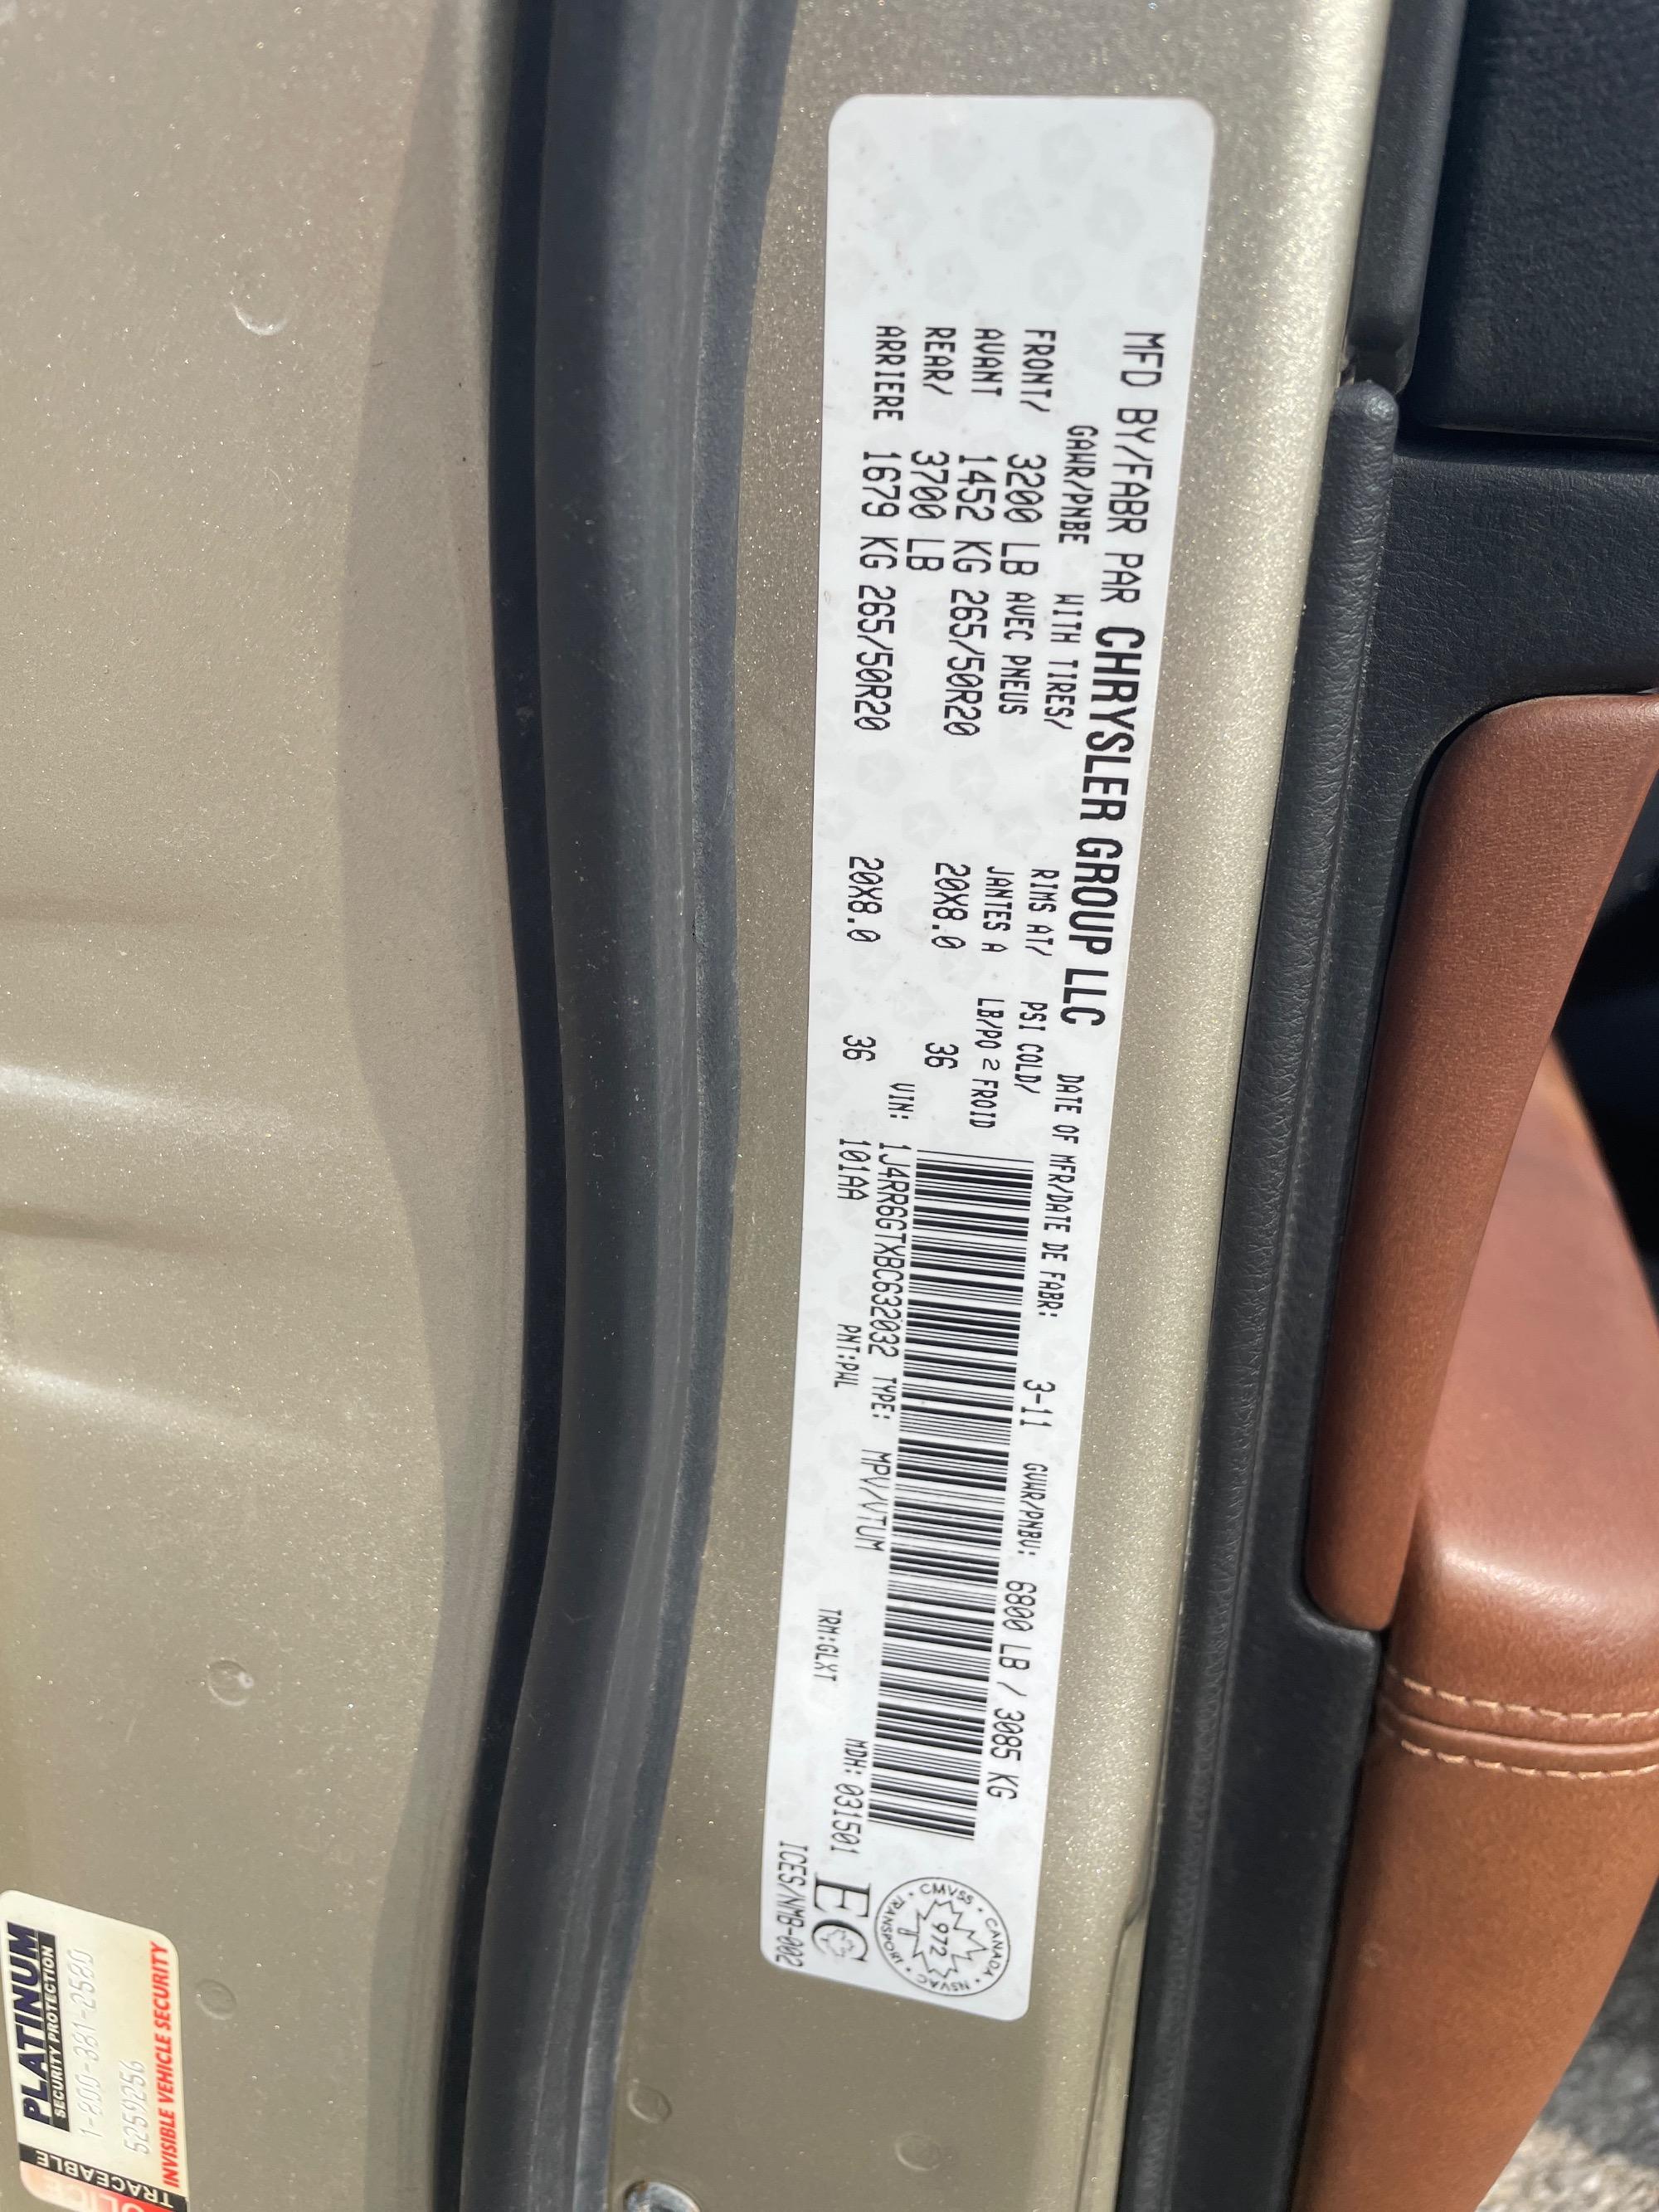 MFD BY/FABR PAR CHRYSLER GROUP LLC
DATE OF MFR/DATE DE FABR: 3-11 GVWR/PNBV: 6800 LB / 3085 KG
GAWR/PNBE WITH TIRES/ RIMS AT/ PSI COLD/
FRONT/ 3200 LB AVEC PNEUS JANTES A LB/PO 2 FROID
AVANT 1452 KG 265/50R20 20X8.0 36
REAR/ 3700 LB
ARRIERE 1679 KG 265/50R20 20X8.0 36
VIN: 1J4RR6GTXBC632032 TYPE: MPV/VTUM
101AA PNT:PHL TRM:GLXT MDH: 031501
EC
ICES/NMB-002
CMVSS • CANADA • NSVAC • TRANSPORT
972
PLATINUM
SECURITY PROTECTION
1-800-381-2580
5259256
INVISIBLE VEHICLE SECURITY
TRACEABLE